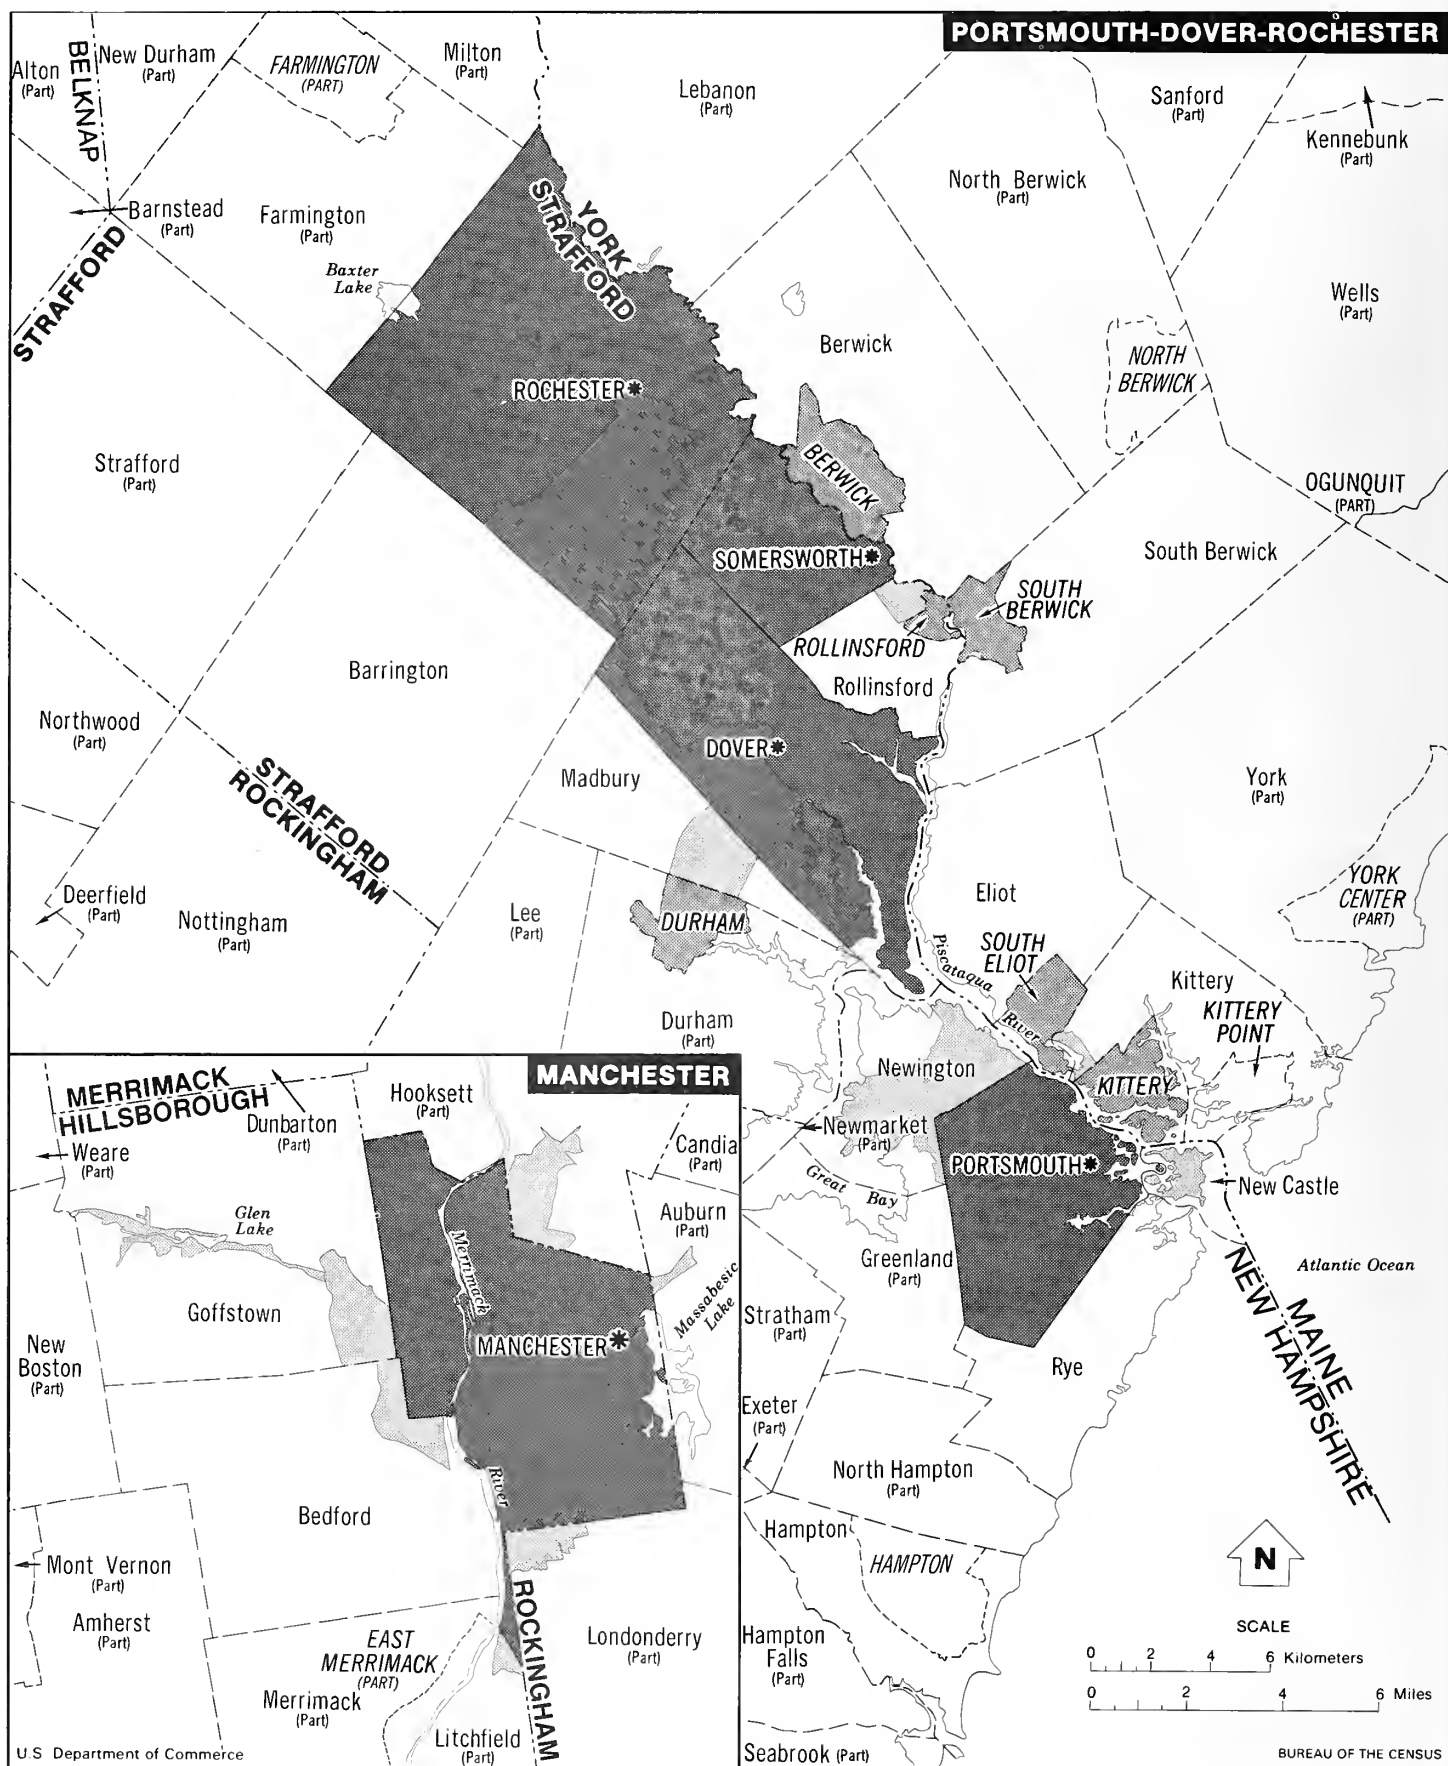 PORTSMOUTH-DOVER-ROCHESTER
BELKNAP
Alton
(Part)
New Durham
(Part)
FARMINGTON
(PART)
Milton
(Part)
Lebanon
(Part)
Sanford
(Part)
Kennebunk
(Part)
North Berwick
(Part)
Barnstead
(Part)
Farmington
(Part)
YORK
STRAFFORD
STRAFFORD
Baxter
Lake
Wells
(Part)
Berwick
NORTH
BERWICK
ROCHESTER
Strafford
(Part)
BERWICK
OGUNQUIT
(PART)
SOMERSWORTH
South Berwick
SOUTH
BERWICK
ROLLINSFORD
Rollinsford
Barrington
Northwood
(Part)
DOVER
Madbury
York
(Part)
STRAFFORD
ROCKINGHAM
Deerfield
(Part)
Nottingham
(Part)
Lee
(Part)
DURHAM
Eliot
YORK
CENTER
(PART)
SOUTH
ELIOT
Piscataqua
River
Kittery
KITTERY
POINT
Durham
(Part)
Newington
KITTERY
Newmarket
(Part)
Great Bay
PORTSMOUTH
New Castle
Greenland
(Part)
Atlantic Ocean
MAINE
NEW HAMPSHIRE
Stratham
(Part)
Rye
Exeter
(Part)
North Hampton
(Part)
Hampton
HAMPTON
Hampton
Falls
(Part)
Seabrook (Part)
N
SCALE
0 2 4 6 Kilometers
0 2 4 6 Miles
BUREAU OF THE CENSUS
MANCHESTER
MERRIMACK
HILLSBOROUGH
Dunbarton
(Part)
Hooksett
(Part)
Weare
(Part)
Candia
(Part)
Glen
Lake
Auburn
(Part)
Merrimack
River
Massabesic
Lake
Goffstown
MANCHESTER
New
Boston
(Part)
Bedford
Mont Vernon
(Part)
Amherst
(Part)
EAST
MERRIMACK
(PART)
Merrimack
(Part)
ROCKINGHAM
Londonderry
(Part)
Litchfield
(Part)
U.S Department of Commerce